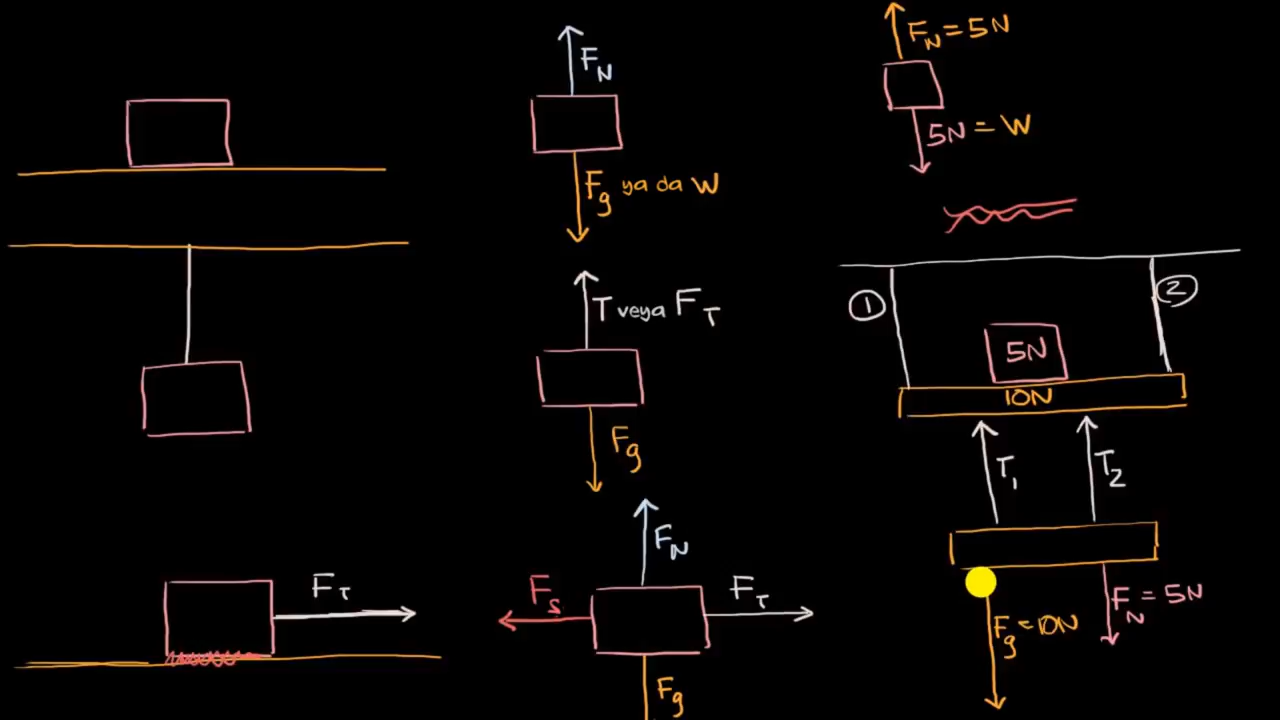 F_N
F_g ya da W
T veya F_T
F_g
F_T
F_N
F_s
F_T
F_g
F_N = 5N
5N = W
1
2
5N
10N
T_1
T_2
F_g = 10N
F_N = 5N